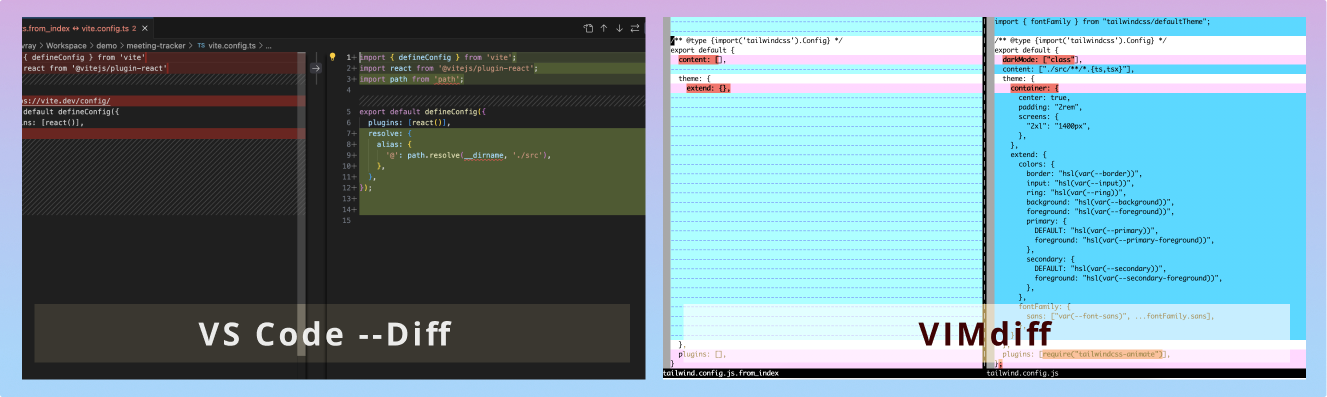 s.from_index ↔ vite.config.ts 2 ×
vray > Workspace > demo > meeting-tracker > TS vite.config.ts > ...
{ defineConfig } from 'vite'
react from '@vitejs/plugin-react'
s://vite.dev/config/
default defineConfig({
ns: [react()],
1+ import { defineConfig } from 'vite';
2+ import react from '@vitejs/plugin-react';
3+ import path from 'path';
4
5 export default defineConfig({
6 plugins: [react()],
7+ resolve: {
8+ alias: {
9+ '@': path.resolve(__dirname, './src'),
10+ },
11+ },
12+ });
13+
14+
15
VS Code --Diff
/** @type {import('tailwindcss').Config} */
export default {
content: [],
theme: {
extend: {},
},
plugins: [],
}
tailwind.config.js.from_index
import { fontFamily } from "tailwindcss/defaultTheme";
/** @type {import('tailwindcss').Config} */
export default {
darkMode: ["class"],
content: ["./src/**/*.{ts,tsx}"],
theme: {
container: {
center: true,
padding: "2rem",
screens: {
"2xl": "1400px",
},
},
extend: {
colors: {
border: "hsl(var(--border))",
input: "hsl(var(--input))",
ring: "hsl(var(--ring))",
background: "hsl(var(--background))",
foreground: "hsl(var(--foreground))",
primary: {
DEFAULT: "hsl(var(--primary))",
foreground: "hsl(var(--primary-foreground))",
},
secondary: {
DEFAULT: "hsl(var(--secondary))",
foreground: "hsl(var(--secondary-foreground))",
},
},
fontFamily: {
sans: ["var(--font-sans)", ...fontFamily.sans],
plugins: [require("tailwindcss-animate")],
};
tailwind.config.js
VIMdiff